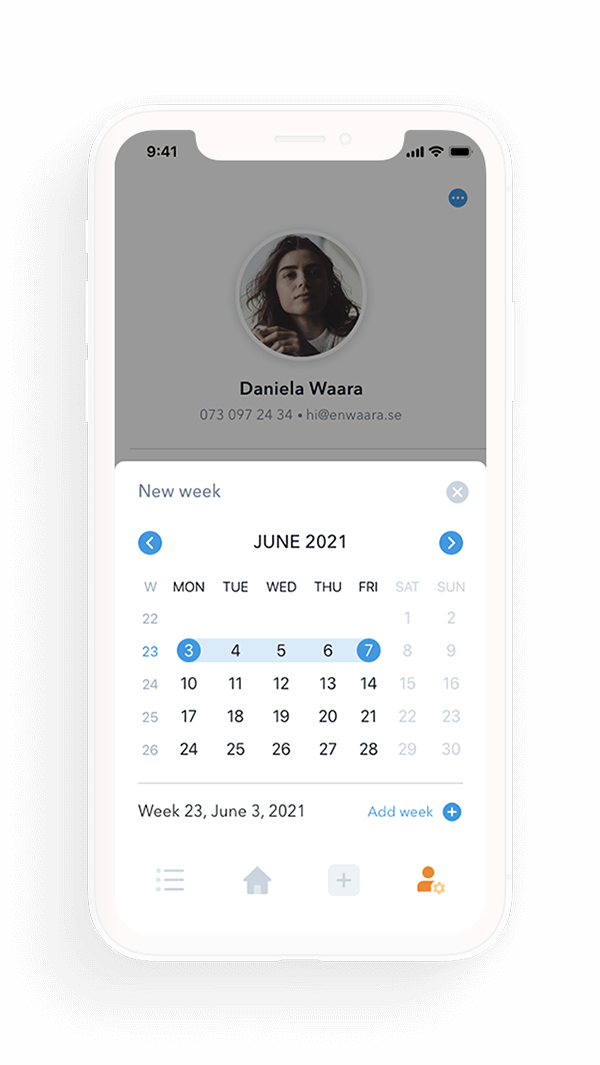 9:41
Daniela Waara
073 097 24 34 • hi@enwaara.se
New week
JUNE 2021
W MON TUE WED THU FRI SAT SUN
22 1 2
23 3 4 5 6 7 8 9
24 10 11 12 13 14 15 16
25 17 18 19 20 21 22 23
26 24 25 26 27 28 29 30
Week 23, June 3, 2021 Add week